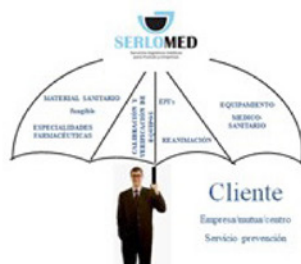 SERLOMED
MATERIAL SANITARIO
fungible
ESPECIALIDADES
FARMACÉUTICAS
CALIBRACIÓN Y
VERIFICACIÓN DE
EQUIPOS
EPI's
REANIMACIÓN
EQUIPAMIENTO
MEDICO-
SANITARIO
Cliente
Empresa/mutua/centro
Servicio prevención